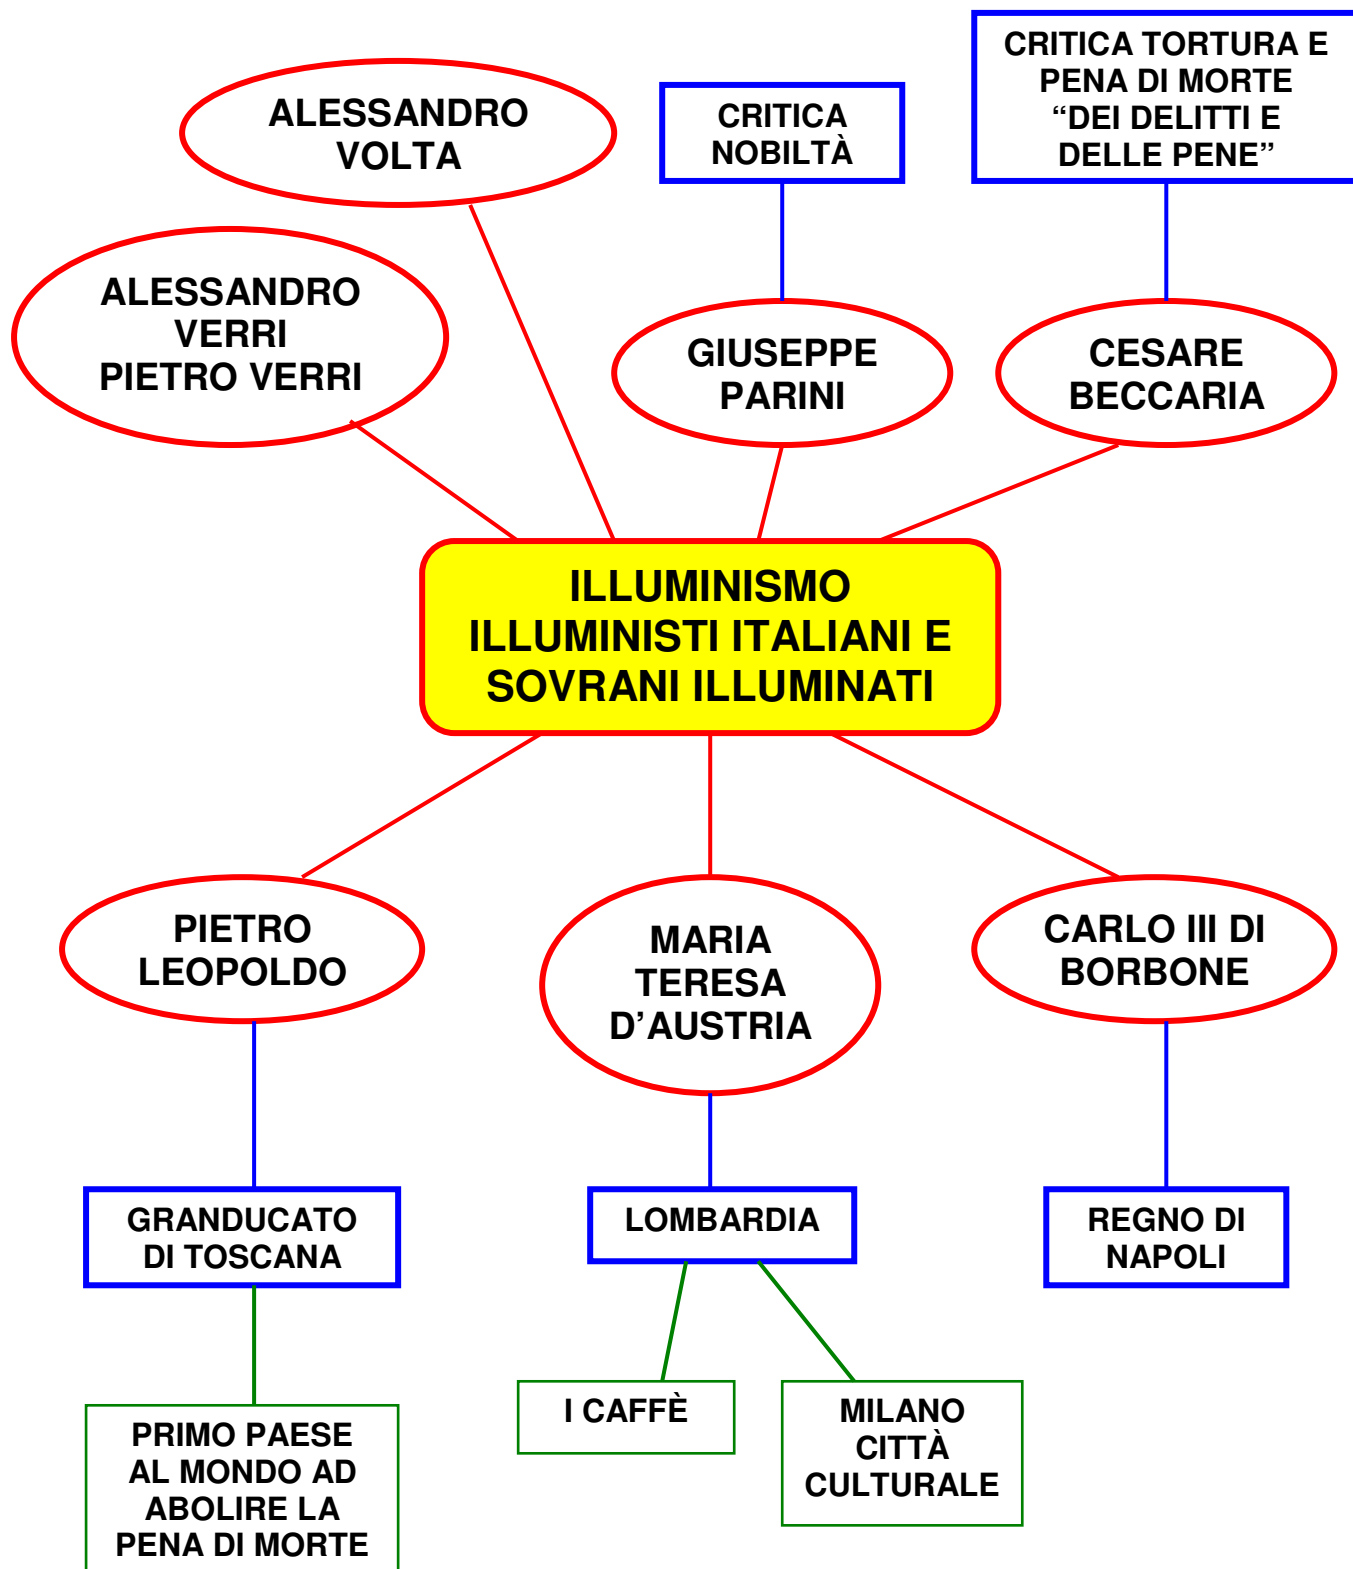 CRITICA TORTURA E
PENA DI MORTE
“DEI DELITTI E
DELLE PENE”
ALESSANDRO
VOLTA
CRITICA
NOBILTÀ
ALESSANDRO
VERRI
PIETRO VERRI
GIUSEPPE
PARINI
CESARE
BECCARIA
ILLUMINISMO
ILLUMINISTI ITALIANI E
SOVRANI ILLUMINATI
PIETRO
LEOPOLDO
MARIA
TERESA
D’AUSTRIA
CARLO III DI
BORBONE
GRANDUCATO
DI TOSCANA
LOMBARDIA
REGNO DI
NAPOLI
PRIMO PAESE
AL MONDO AD
ABOLIRE LA
PENA DI MORTE
I CAFFÈ
MILANO
CITTÀ
CULTURALE